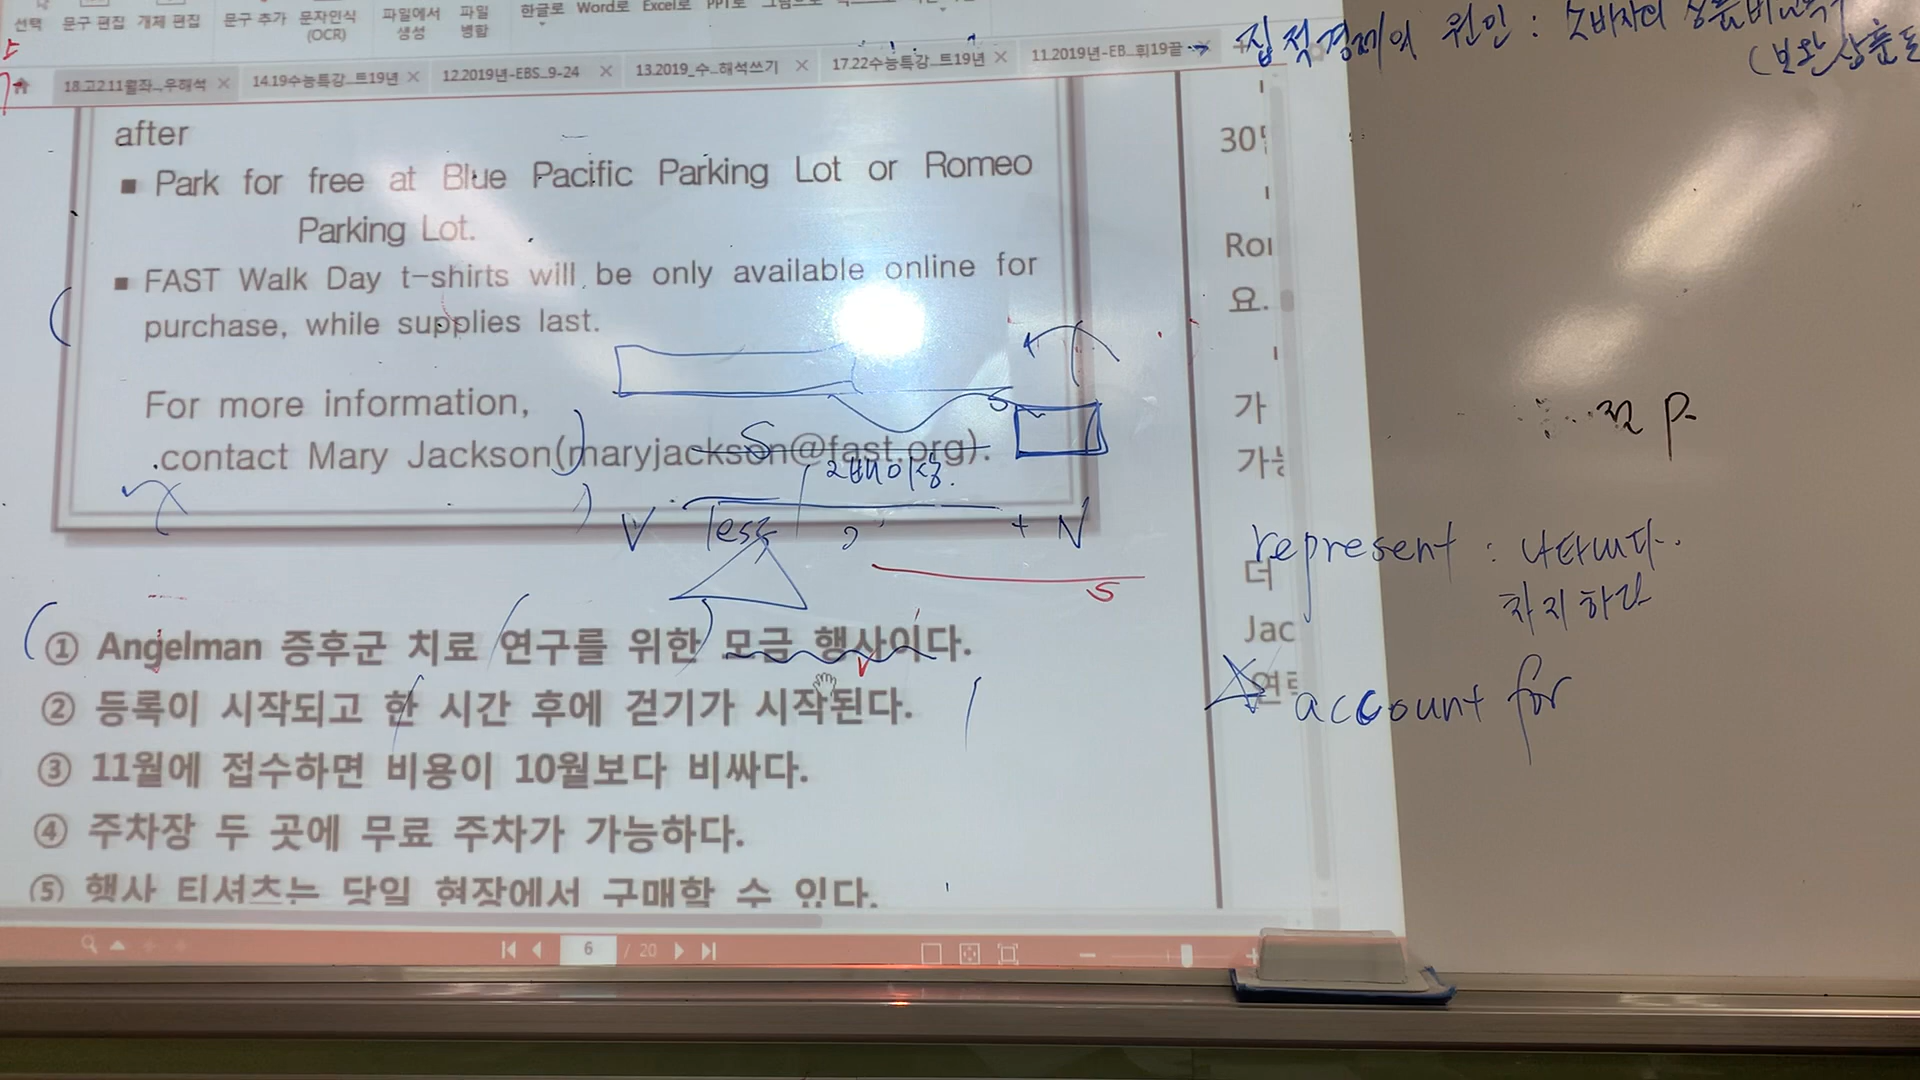 선택 문구 편집 개체 편집 문구 추가 문자인식 (OCR) 파일에서 생성 파일 병합 한글로 Word로 Excel로 PPT로
18.고2.11월좌...우해석 × 14.19수능특강...트19년 × 12.2019년-EBS...9-24 × 13.2019_수...해석쓰기 × 17.22수능특강...트19년 × 11.2019년-EB...휘19끌
집적경제의 원인 : 소비자의
after
■ Park for free at Blue Pacific Parking Lot or Romeo
Parking Lot.
■ FAST Walk Day t-shirts will be only available online for
purchase, while supplies last.
For more information,
contact Mary Jackson(maryjackson@fast.org).
S
2배이상.
V Test , + N
S
① Angelman 증후군 치료 연구를 위한 모금 행사이다.
② 등록이 시작되고 한 시간 후에 걷기가 시작된다.
③ 11월에 접수하면 비용이 10월보다 비싸다.
④ 주차장 두 곳에 무료 주차가 가능하다.
⑤ 행사 티셔츠는 당일 현장에서 구매할 수 있다.
6 / 20
30
요.
가
더
Jac
represent : 나타내다.
차지하다
account for